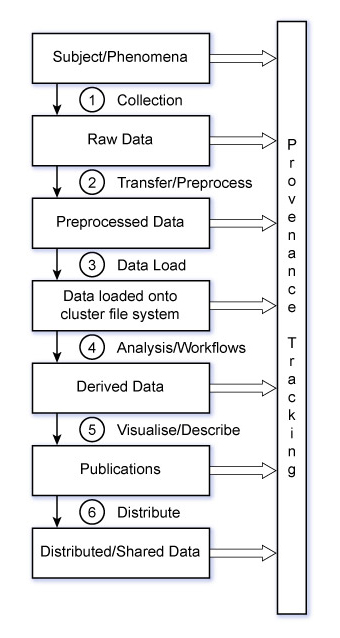 Subject/Phenomena
1 Collection
Raw Data
2 Transfer/Preprocess
Preprocessed Data
3 Data Load
Data loaded onto
cluster file system
4 Analysis/Workflows
Derived Data
5 Visualise/Describe
Publications
6 Distribute
Distributed/Shared Data
Provenance Tracking